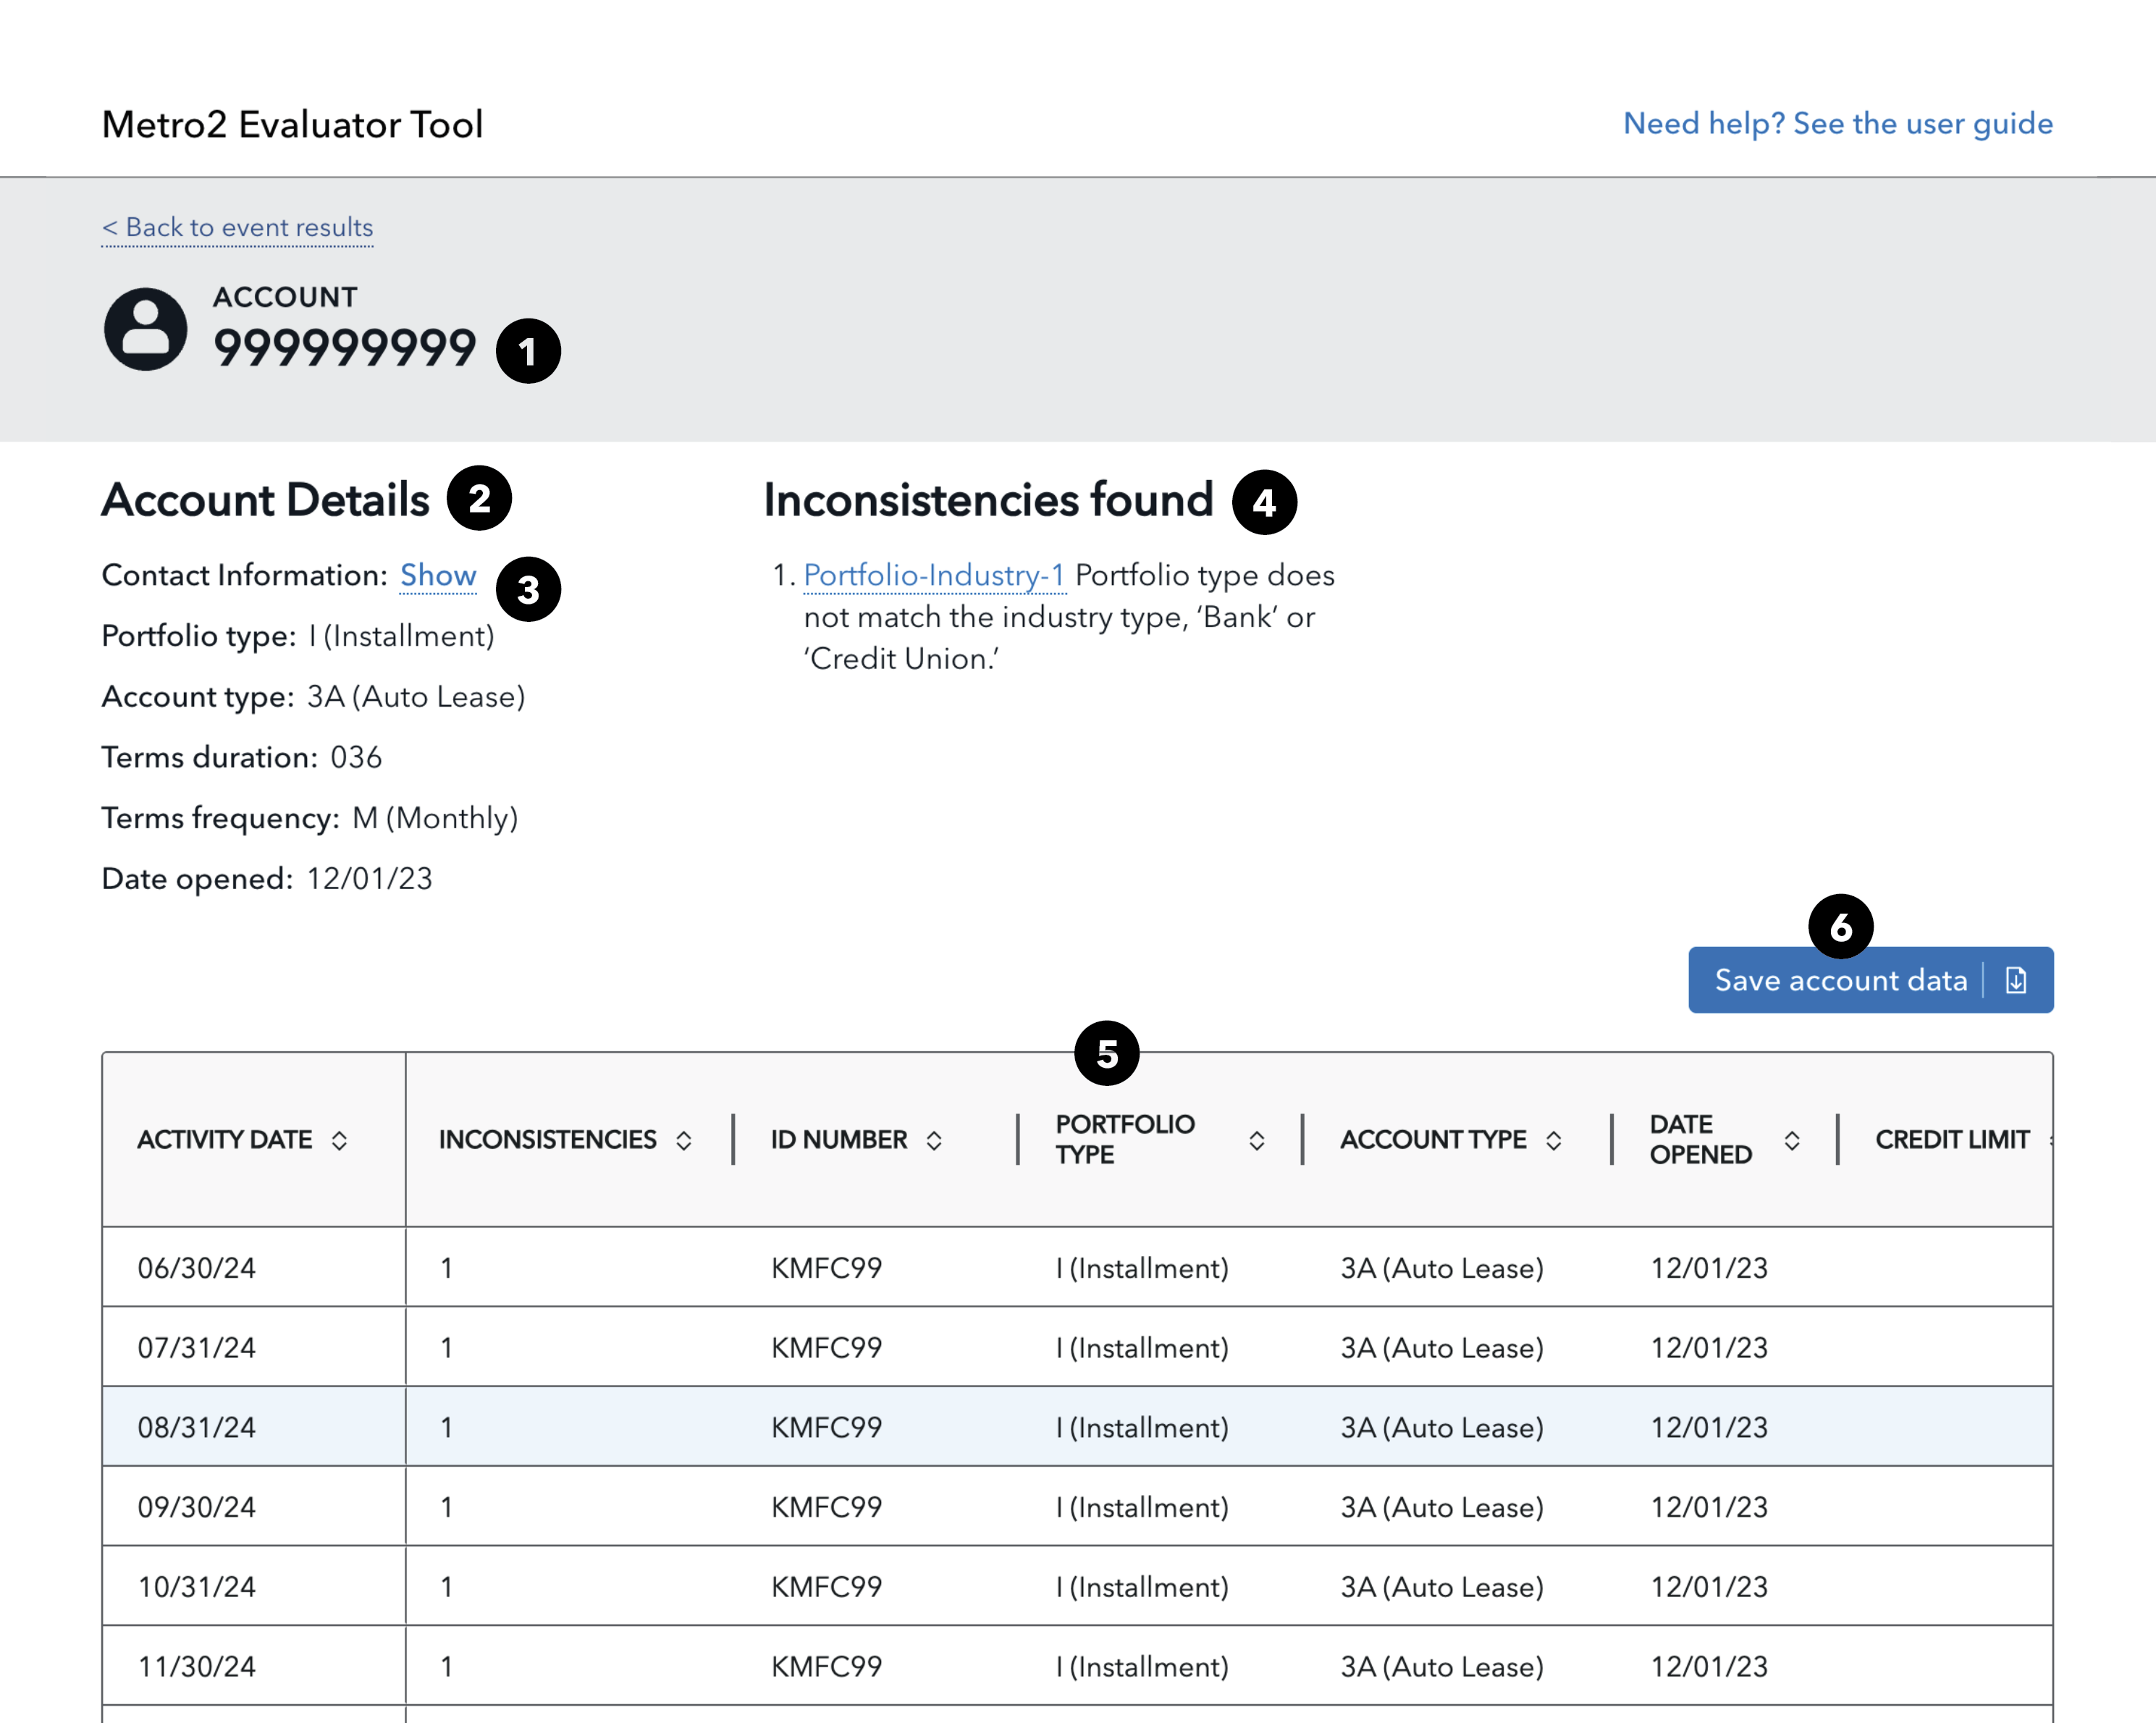 Metro2 Evaluator Tool
Need help? See the user guide
< Back to event results
ACCOUNT
999999999
1
Account Details 2
Contact Information: Show 3
Portfolio type: I (Installment)
Account type: 3A (Auto Lease)
Terms duration: 036
Terms frequency: M (Monthly)
Date opened: 12/01/23
Inconsistencies found 4
1. Portfolio-Industry-1 Portfolio type does
not match the industry type, ‘Bank’ or
‘Credit Union.’
6
Save account data
5
ACTIVITY DATE INCONSISTENCIES ID NUMBER PORTFOLIO TYPE ACCOUNT TYPE DATE OPENED CREDIT LIMIT
06/30/24 1 KMFC99 I (Installment) 3A (Auto Lease) 12/01/23
07/31/24 1 KMFC99 I (Installment) 3A (Auto Lease) 12/01/23
08/31/24 1 KMFC99 I (Installment) 3A (Auto Lease) 12/01/23
09/30/24 1 KMFC99 I (Installment) 3A (Auto Lease) 12/01/23
10/31/24 1 KMFC99 I (Installment) 3A (Auto Lease) 12/01/23
11/30/24 1 KMFC99 I (Installment) 3A (Auto Lease) 12/01/23